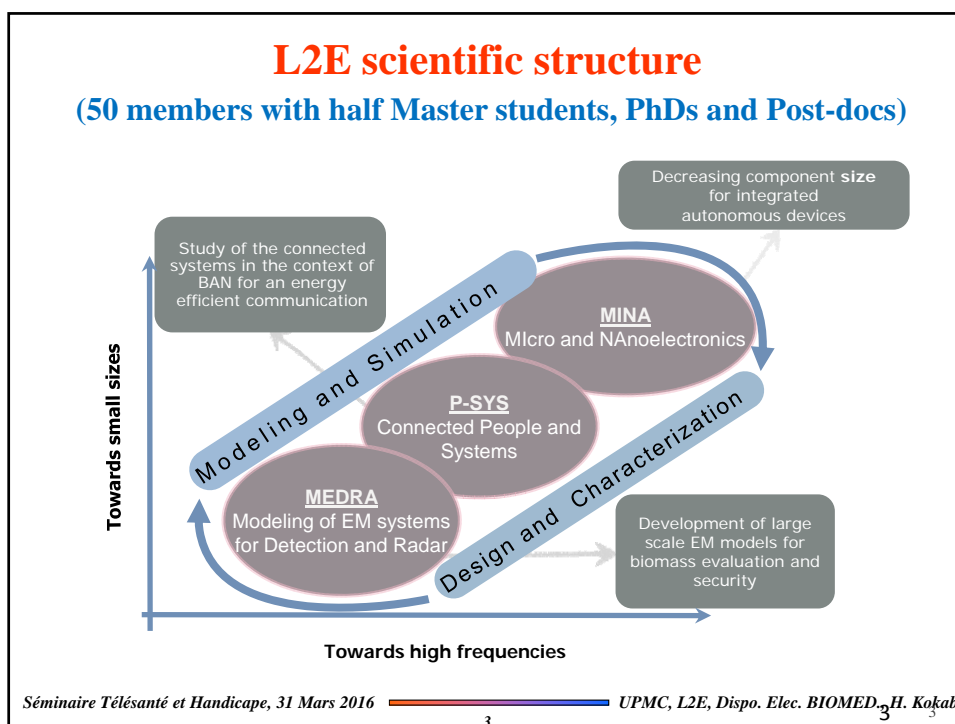 L2E scientific structure
(50 members with half Master students, PhDs and Post-docs)
Decreasing component size
for integrated
autonomous devices
Study of the connected
systems in the context of
BAN for an energy
efficient communication
Modeling and Simulation
MINA
MIcro and NAnoelectronics
P-SYS
Connected People and
Systems
MEDRA
Modeling of EM systems
for Detection and Radar
Design and Characterization
Development of large
scale EM models for
biomass evaluation and
security
Towards small sizes
Towards high frequencies
Séminaire Télésanté et Handicape, 31 Mars 2016
UPMC, L2E, Dispo. Elec. BIOMED., H. Kokab
3
3
3